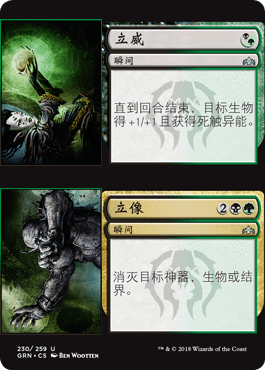 立威
瞬间
直到回合结束，目标生物
得+1/+1且获得死触异能。
立像
2
瞬间
消灭目标神器，生物或结
界。
230/259 U
GRN • CS BEN WOOTTEN
™ & © 2018 Wizards of the Coast